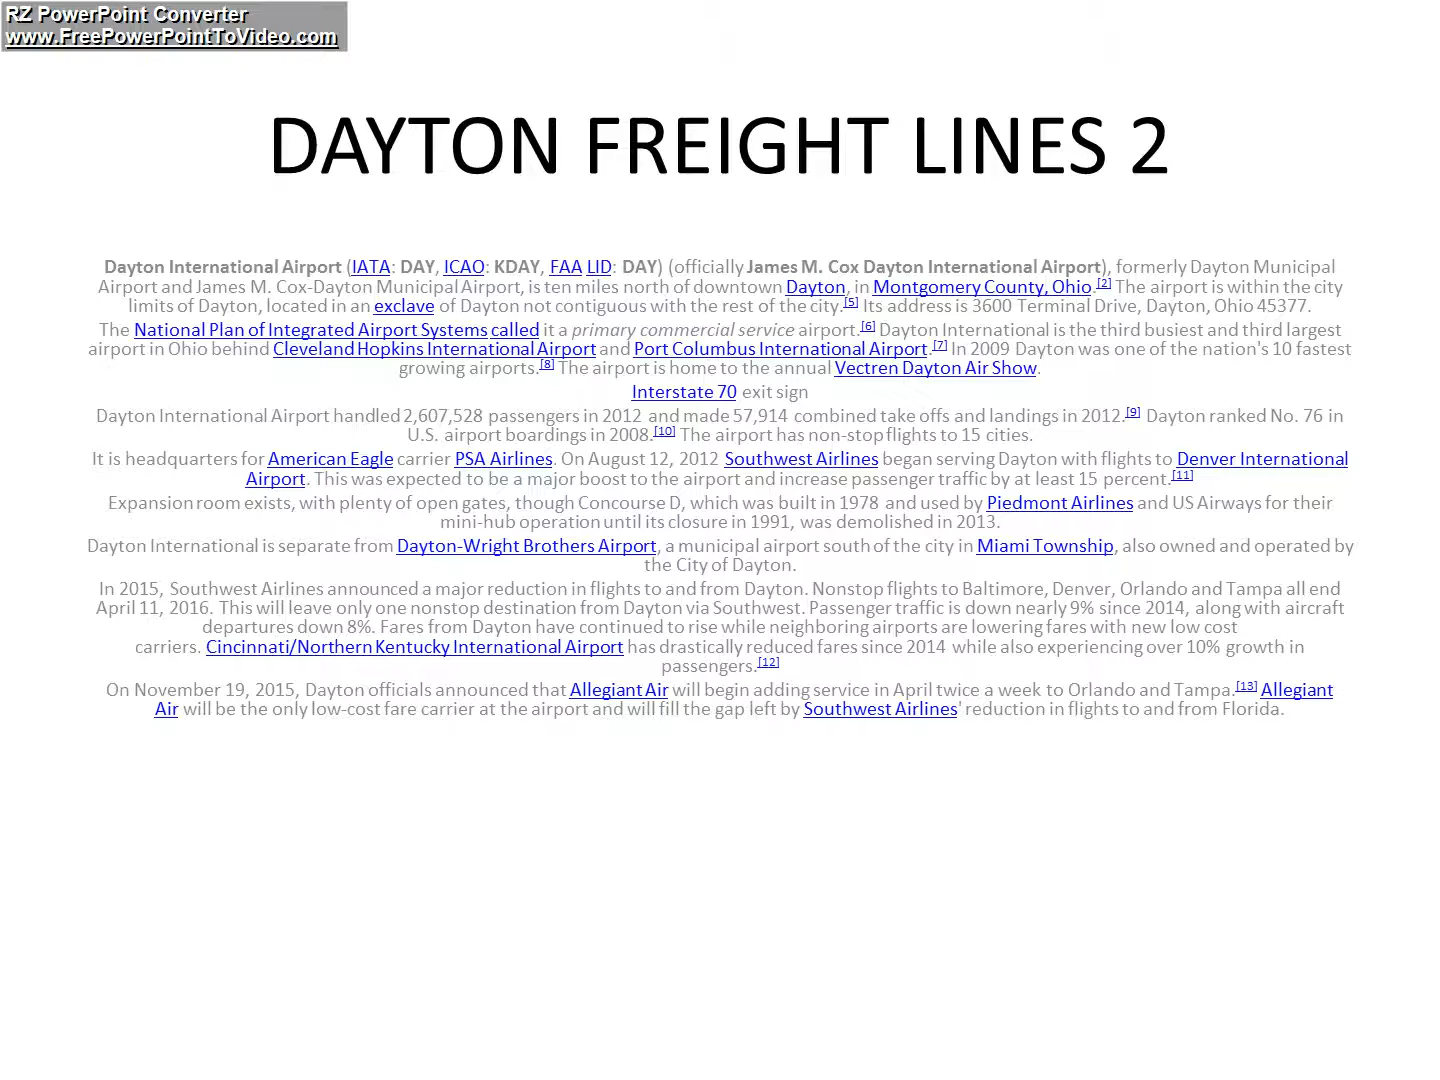 RZ PowerPoint Converter
www.FreePowerPointToVideo.com
DAYTON FREIGHT LINES 2
Dayton International Airport (IATA: DAY, ICAO: KDAY, FAA LID: DAY) (officially James M. Cox Dayton International Airport), formerly Dayton Municipal
Airport and James M. Cox-Dayton Municipal Airport, is ten miles north of downtown Dayton, in Montgomery County, Ohio.[2] The airport is within the city
limits of Dayton, located in an exclave of Dayton not contiguous with the rest of the city.[5] Its address is 3600 Terminal Drive, Dayton, Ohio 45377.
The National Plan of Integrated Airport Systems called it a primary commercial service airport.[6] Dayton International is the third busiest and third largest
airport in Ohio behind Cleveland Hopkins International Airport and Port Columbus International Airport.[7] In 2009 Dayton was one of the nation's 10 fastest
growing airports.[8] The airport is home to the annual Vectren Dayton Air Show.
Interstate 70 exit sign
Dayton International Airport handled 2,607,528 passengers in 2012 and made 57,914 combined take offs and landings in 2012.[9] Dayton ranked No. 76 in
U.S. airport boardings in 2008.[10] The airport has non-stop flights to 15 cities.
It is headquarters for American Eagle carrier PSA Airlines. On August 12, 2012 Southwest Airlines began serving Dayton with flights to Denver International
Airport. This was expected to be a major boost to the airport and increase passenger traffic by at least 15 percent.[11]
Expansion room exists, with plenty of open gates, though Concourse D, which was built in 1978 and used by Piedmont Airlines and US Airways for their
mini-hub operation until its closure in 1991, was demolished in 2013.
Dayton International is separate from Dayton-Wright Brothers Airport, a municipal airport south of the city in Miami Township, also owned and operated by
the City of Dayton.
In 2015, Southwest Airlines announced a major reduction in flights to and from Dayton. Nonstop flights to Baltimore, Denver, Orlando and Tampa all end
April 11, 2016. This will leave only one nonstop destination from Dayton via Southwest. Passenger traffic is down nearly 9% since 2014, along with aircraft
departures down 8%. Fares from Dayton have continued to rise while neighboring airports are lowering fares with new low cost
carriers. Cincinnati/Northern Kentucky International Airport has drastically reduced fares since 2014 while also experiencing over 10% growth in
passengers.[12]
On November 19, 2015, Dayton officials announced that Allegiant Air will begin adding service in April twice a week to Orlando and Tampa.[13] Allegiant
Air will be the only low-cost fare carrier at the airport and will fill the gap left by Southwest Airlines' reduction in flights to and from Florida.